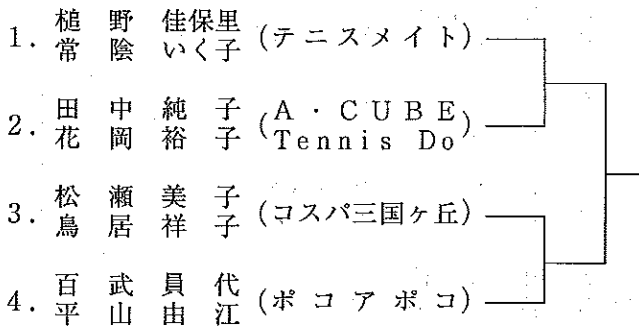 1. 槌野佳保里 (テニスメイト)
常陰いく子
2. 田中純子 (A・CUBE
花岡裕子 Tennis Do)
3. 松瀬美子 (コスパ三国ヶ丘)
鳥居祥子
4. 百武員代 (ポコアポコ)
平山由江